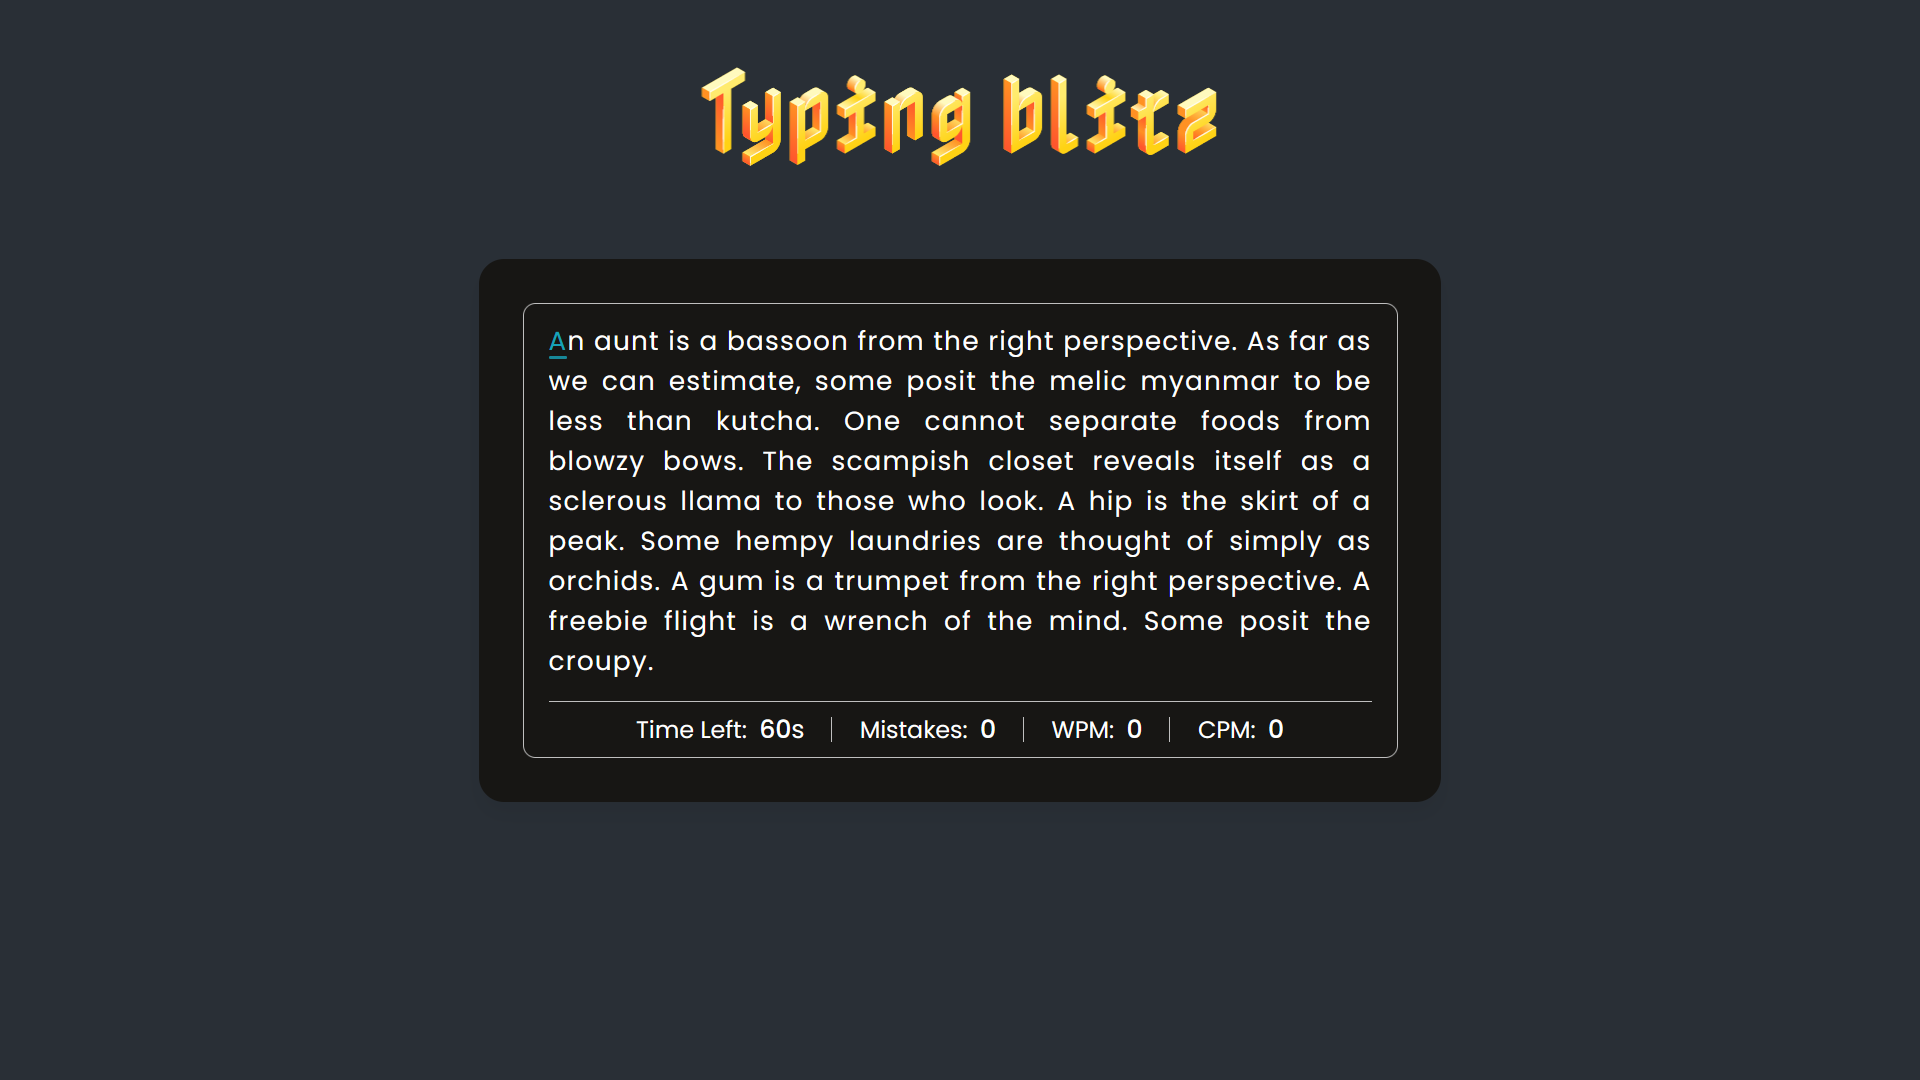 Typing blitz
An aunt is a bassoon from the right perspective. As far as
we can estimate, some posit the melic myanmar to be
less than kutcha. One cannot separate foods from
blowzy bows. The scampish closet reveals itself as a
sclerous llama to those who look. A hip is the skirt of a
peak. Some hempy laundries are thought of simply as
orchids. A gum is a trumpet from the right perspective. A
freebie flight is a wrench of the mind. Some posit the
croupy.
Time Left: 60s | Mistakes: 0 | WPM: 0 | CPM: 0